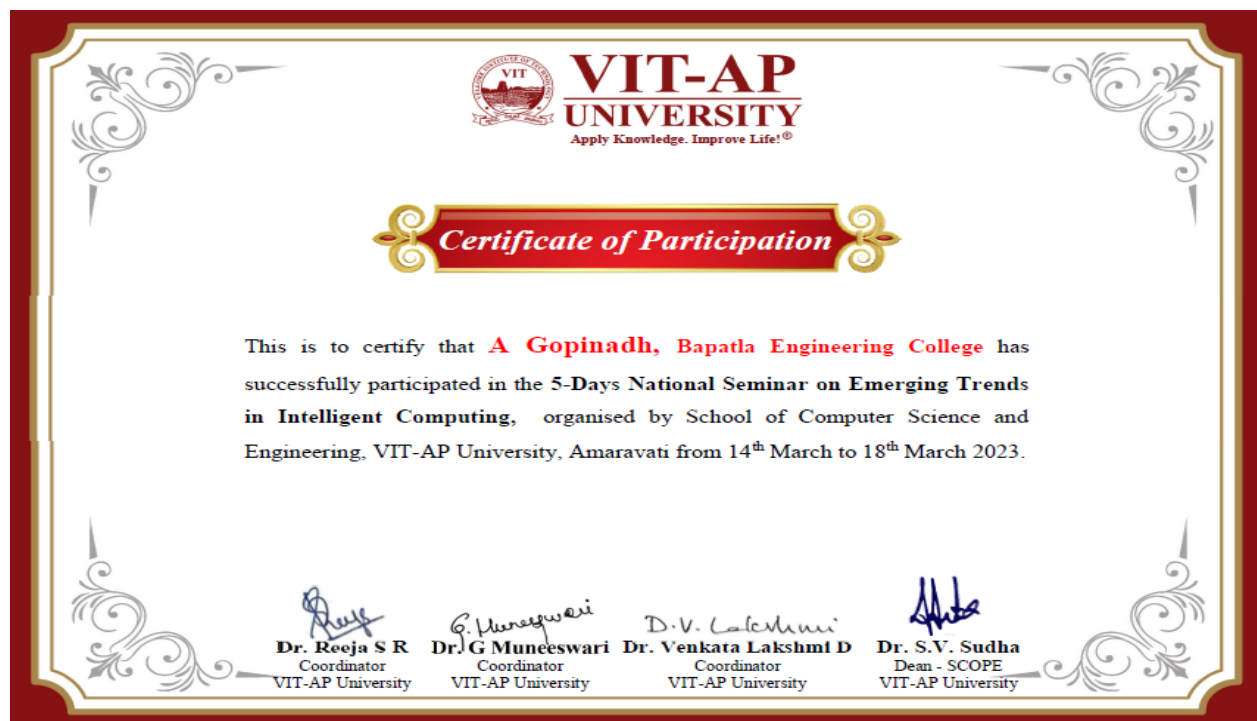 VIT
VIT-AP
UNIVERSITY
Apply Knowledge. Improve Life!®
Certificate of Participation
This is to certify that A Gopinadh, Bapatla Engineering College has
successfully participated in the 5-Days National Seminar on Emerging Trends
in Intelligent Computing, organised by School of Computer Science and
Engineering, VIT-AP University, Amaravati from 14th March to 18th March 2023.
G. Muneeswari D.V. Lakshmi
Dr. Reeja S R Dr. G Muneeswari Dr. Venkata Lakshmi D Dr. S.V. Sudha
Coordinator Coordinator Coordinator Dean - SCOPE
VIT-AP University VIT-AP University VIT-AP University VIT-AP University